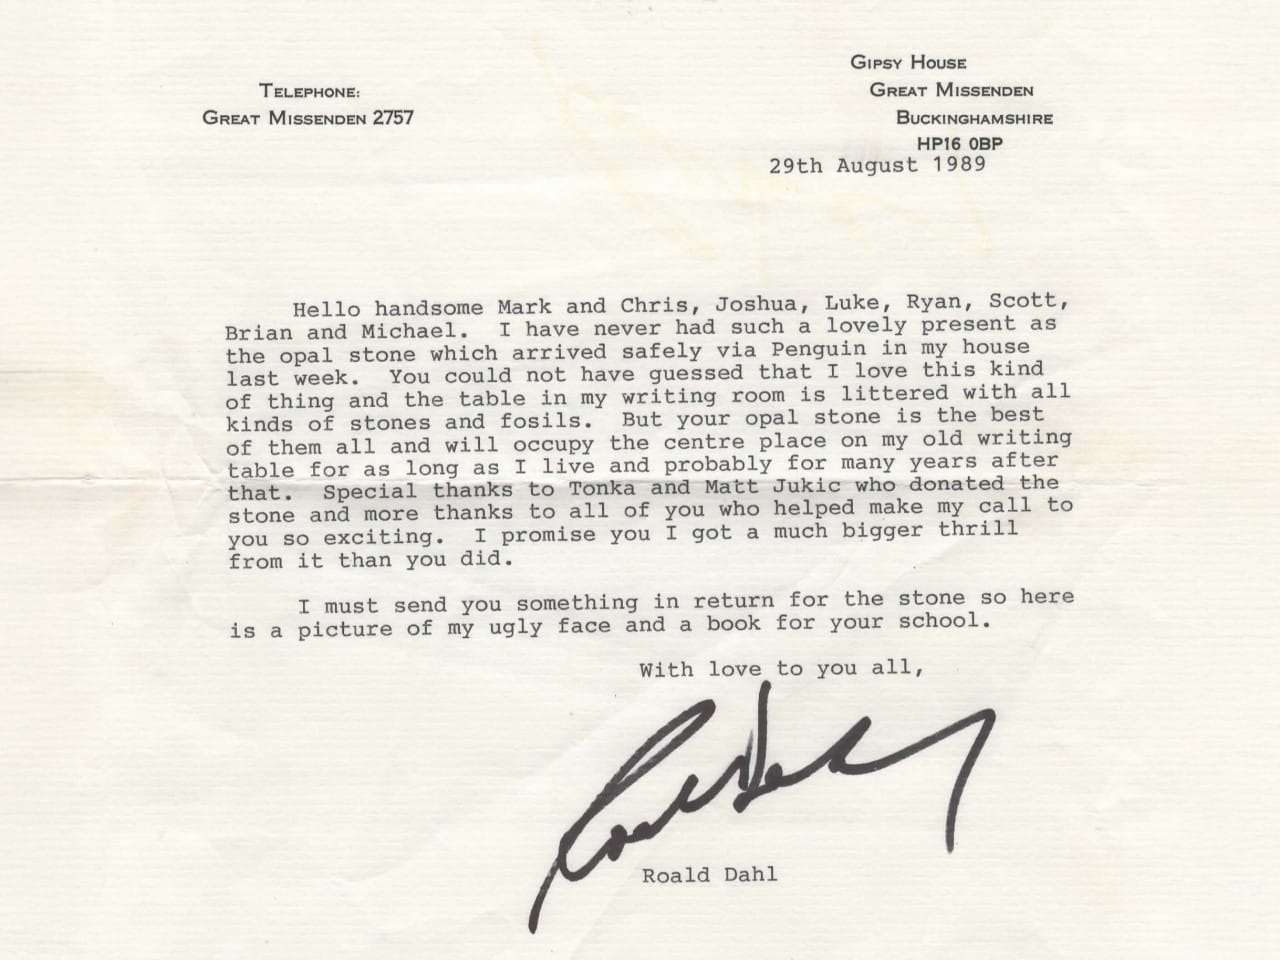 Telephone:
Great Missenden 2757
Gipsy House
Great Missenden
Buckinghamshire
HP16 0BP
29th August 1989
Hello handsome Mark and Chris, Joshua, Luke, Ryan, Scott,
Brian and Michael. I have never had such a lovely present as
the opal stone which arrived safely via Penguin in my house
last week. You could not have guessed that I love this kind
of thing and the table in my writing room is littered with all
kinds of stones and fosils. But your opal stone is the best
of them all and will occupy the centre place on my old writing
table for as long as I live and probably for many years after
that. Special thanks to Tonka and Matt Jukic who donated the
stone and more thanks to all of you who helped make my call to
you so exciting. I promise you I got a much bigger thrill
from it than you did.
I must send you something in return for the stone so here
is a picture of my ugly face and a book for your school.
With love to you all,
Roald Dahl
Roald Dahl